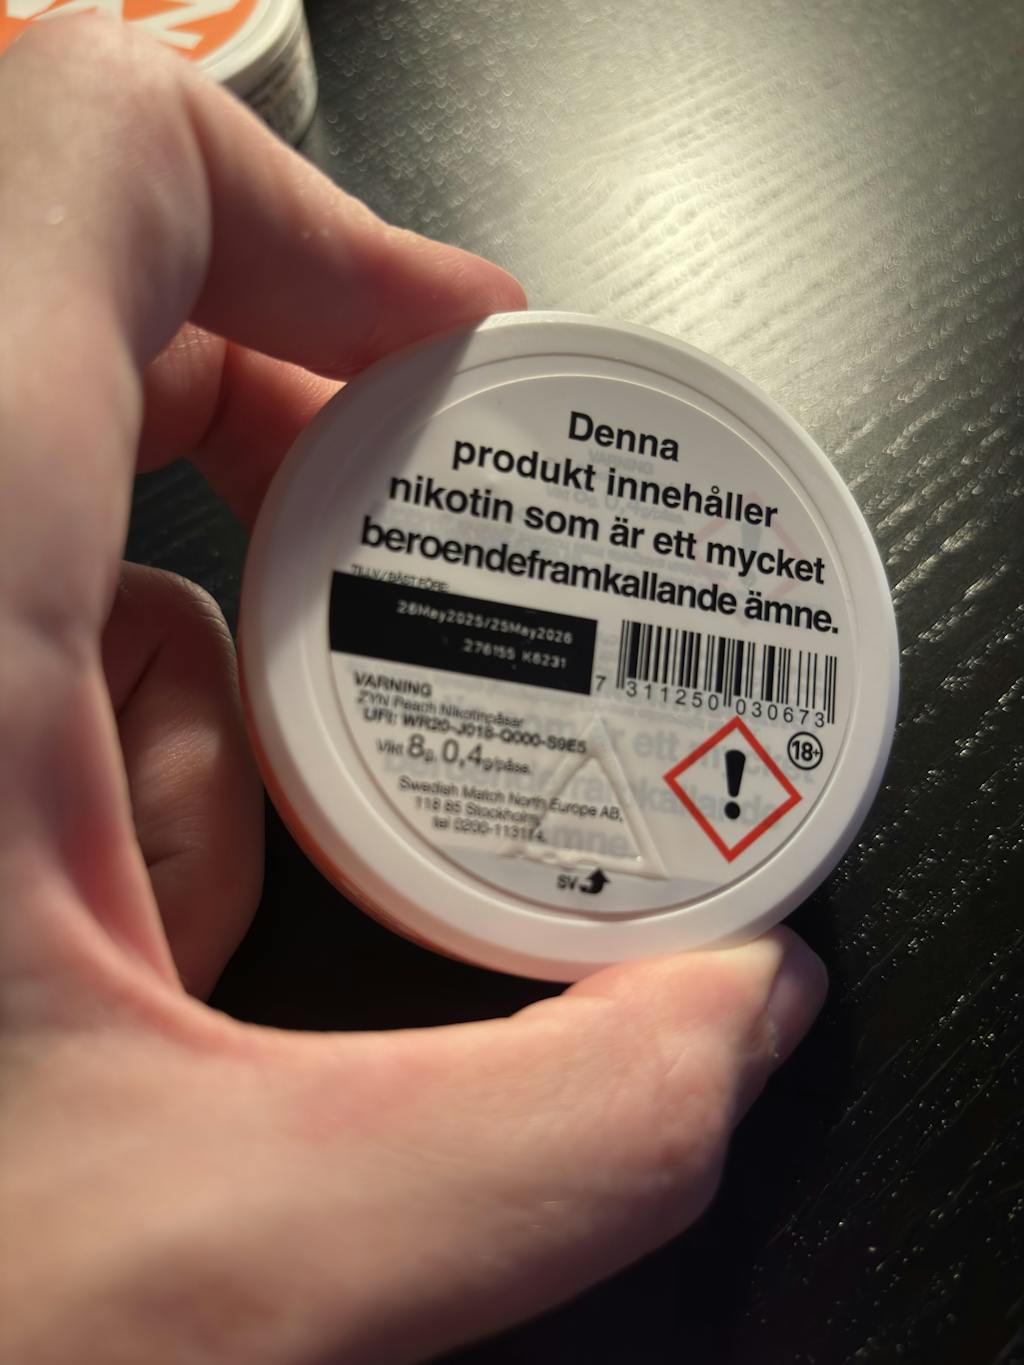 Denna
produkt innehåller
nikotin som är ett mycket
beroendeframkallande ämne.
TILLV/BÄST FÖRE:
26May2025/25May2026
276155 K6231
7 311250 030673
VARNING
ZYN Peach Nikotinpåsar
UFI: WR20-J018-Q000-S9E5
Vikt 8g, 0,4g/påse.
Swedish Match North Europe AB,
118 85 Stockholm,
tel 0200-113114.
18+
SV